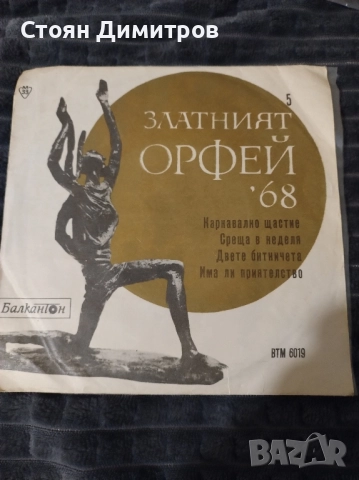 Стоян Димитров
33
5
ЗЛАТНИЯТ
ОРФЕЙ
'68
Карнавално щастие
Среща в неделя
Двете битничета
Има ли приятелство
Балкантон
ВТМ 6019
BAZAR